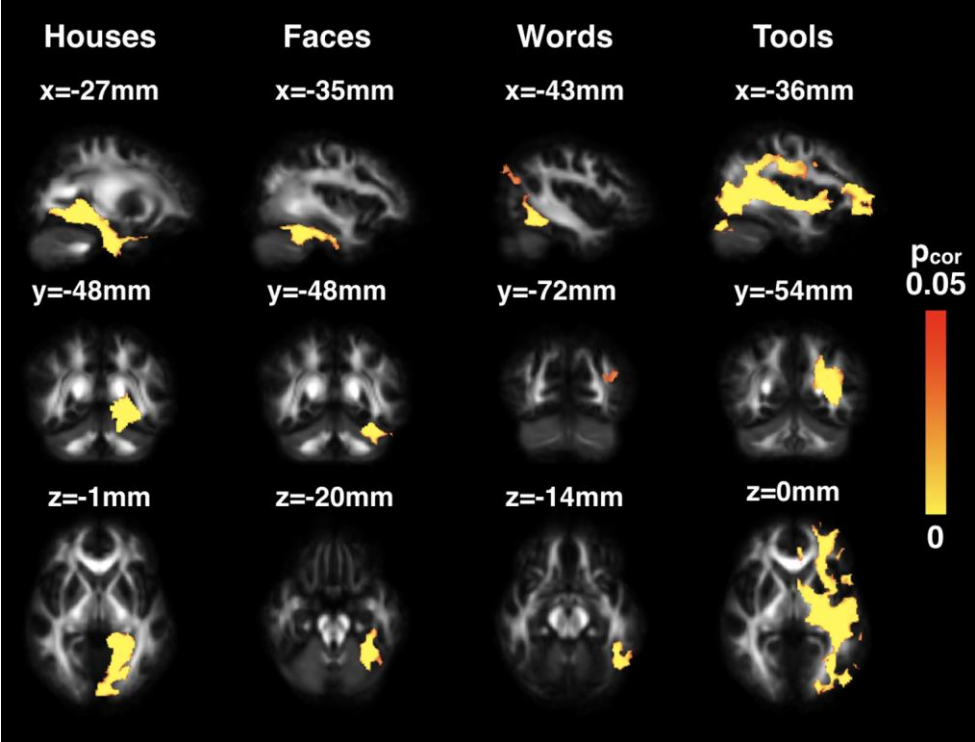 Houses Faces Words Tools
x=-27mm x=-35mm x=-43mm x=-36mm
y=-48mm y=-48mm y=-72mm y=-54mm
z=-1mm z=-20mm z=-14mm z=0mm
pcor
0.05
0